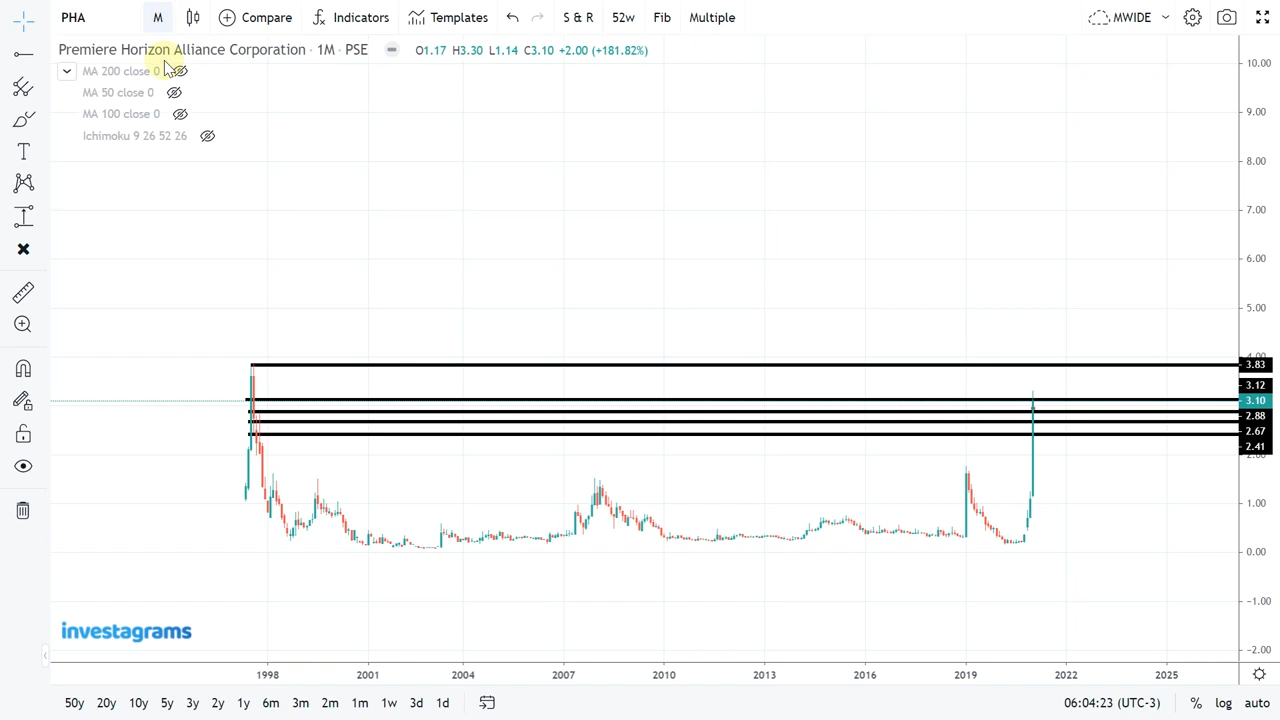 PHA M Compare Indicators Templates S & R 52w Fib Multiple MWIDE
Premiere Horizon Alliance Corporation · 1M · PSE O1.17 H3.30 L1.14 C3.10 +2.00 (+181.82%)
MA 200 close 0
MA 50 close 0
MA 100 close 0
Ichimoku 9 26 52 26
10.00
9.00
8.00
7.00
6.00
5.00
4.00
3.83
3.12
3.10
2.88
2.67
2.41
2.00
1.00
0.00
−1.00
−2.00
investagrams
1998 2001 2004 2007 2010 2013 2016 2019 2022 2025
50y 20y 10y 5y 3y 2y 1y 6m 3m 2m 1m 1w 3d 1d 06:04:23 (UTC-3) % log auto